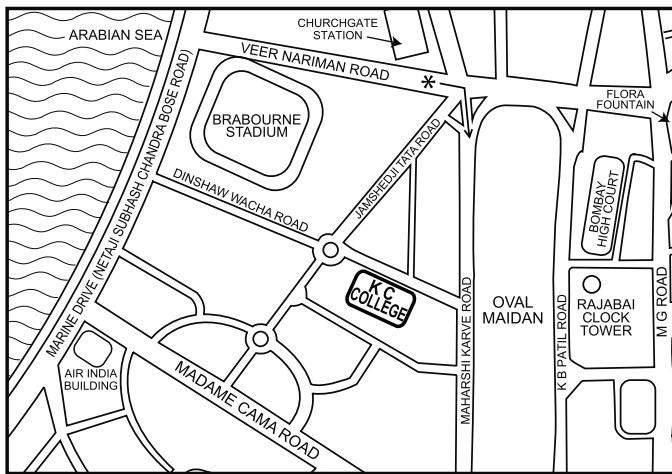 ARABIAN SEA
CHURCHGATE
STATION
VEER NARIMAN ROAD
*
FLORA
FOUNTAIN
BRABOURNE
STADIUM
MARINE DRIVE (NETAJI SUBHASH CHANDRA BOSE ROAD)
DINSHAW WACHA ROAD
JAMSHEDJI TATA ROAD
BOMBAY
HIGH COURT
K C
COLLEGE
MAHARSHI KARVE ROAD
OVAL
MAIDAN
K B PATIL ROAD
RAJABAI
CLOCK
TOWER
M G ROAD
AIR INDIA
BUILDING
MADAME CAMA ROAD